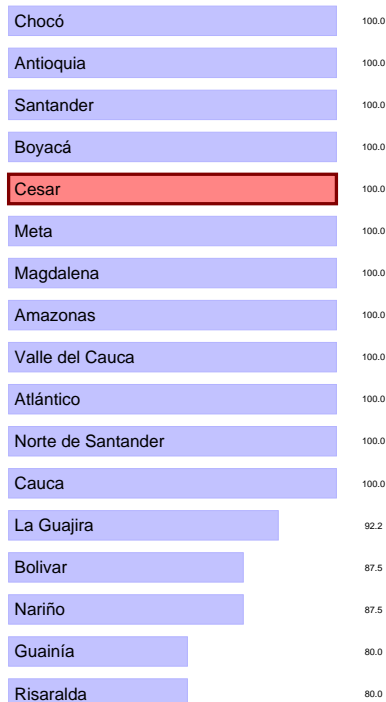 Chocó 100.0
Antioquia 100.0
Santander 100.0
Boyacá 100.0
Cesar 100.0
Meta 100.0
Magdalena 100.0
Amazonas 100.0
Valle del Cauca 100.0
Atlántico 100.0
Norte de Santander 100.0
Cauca 100.0
La Guajira 92.2
Bolivar 87.5
Nariño 87.5
Guainía 80.0
Risaralda 80.0